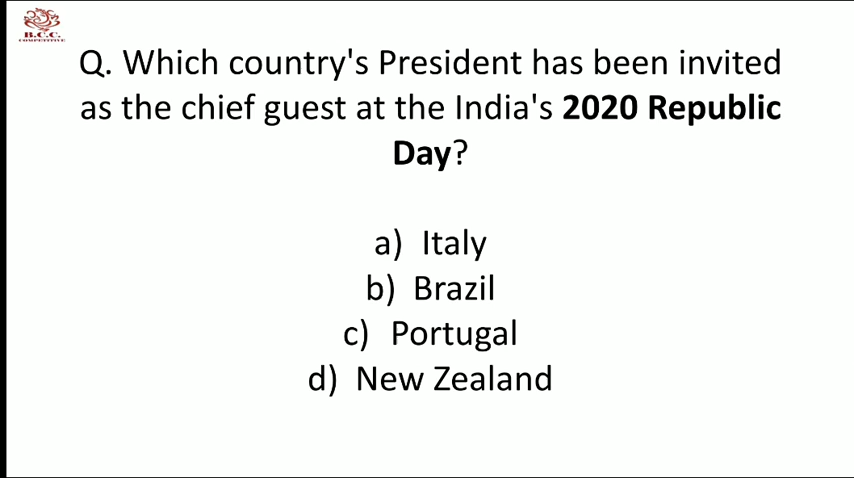 B.C.C.
COMPETITIVE
Q. Which country's President has been invited
as the chief guest at the India's 2020 Republic
Day?
a) Italy
b) Brazil
c) Portugal
d) New Zealand